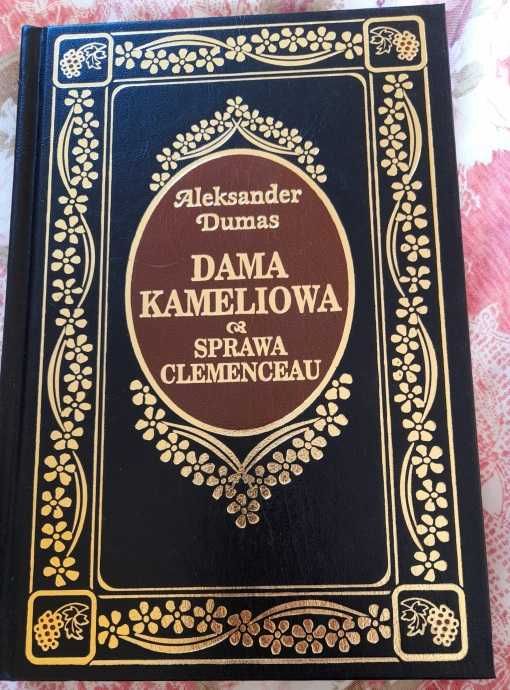 Aleksander
Dumas
DAMA
KAMELIOWA
SPRAWA
CLEMENCEAU